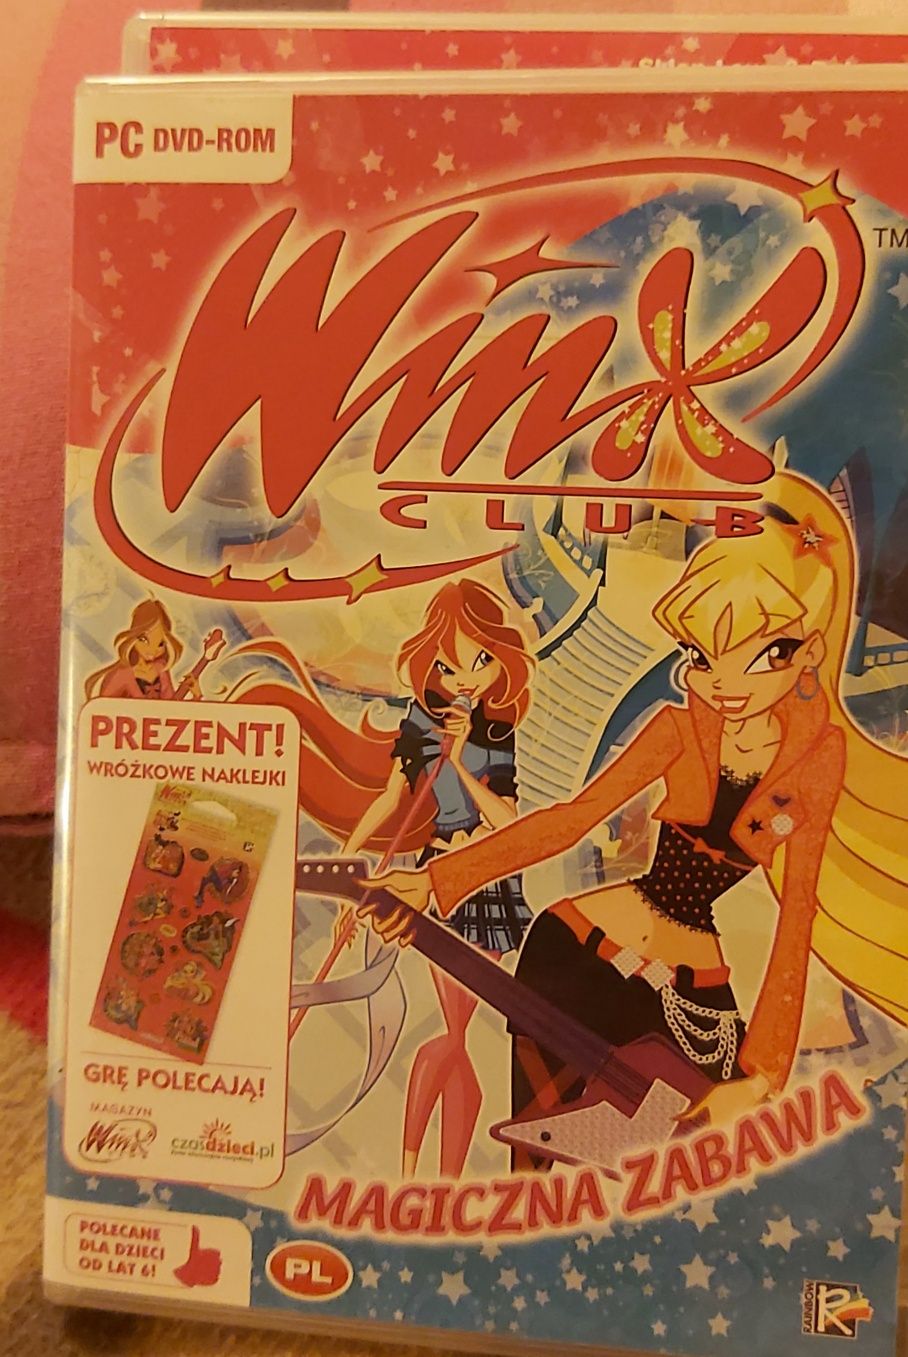 PC DVD-ROM
Winx
CLUB
TM
PREZENT!
WRÓŻKOWE NAKLEJKI
GRĘ POLECAJĄ!
MAGAZYN
Winx
czasdzieci.pl
MAGICZNA ZABAWA
POLECANE
DLA DZIECI
OD LAT 6!
PL
RAINBOW
R